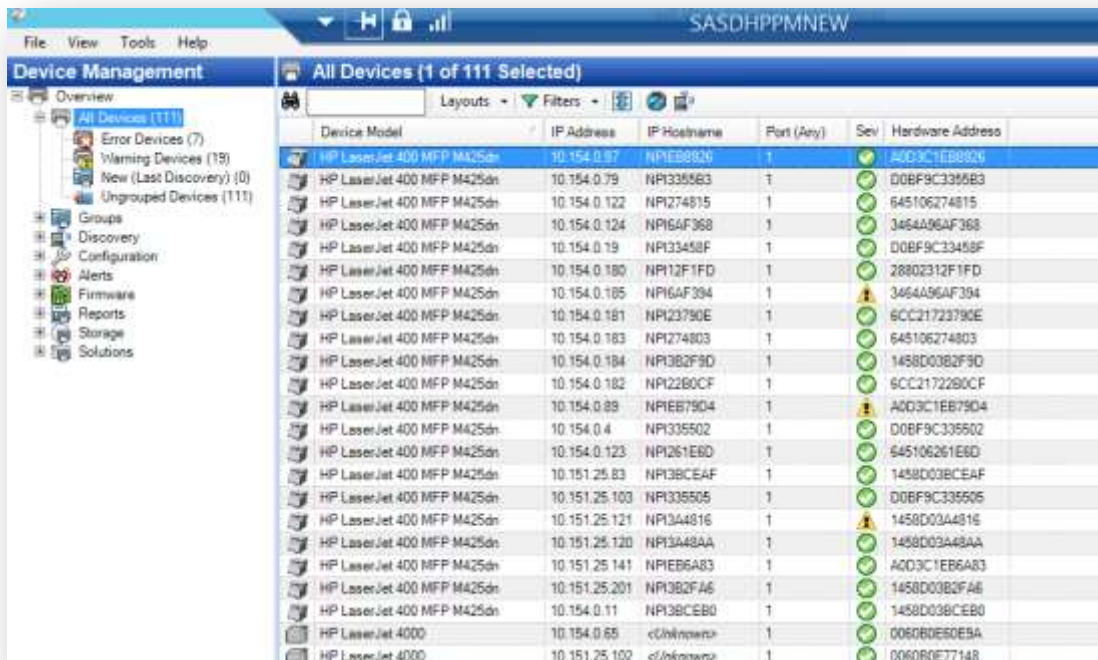 SASDHPPMNEW
File View Tools Help
Device Management
All Devices (1 of 111 Selected)
Overview
All Devices (111)
Error Devices (7)
Warning Devices (19)
New (Last Discovery) (0)
Ungrouped Devices (111)
Groups
Discovery
Configuration
Alerts
Firmware
Reports
Storage
Solutions
Layouts Filters
Device Model IP Address IP Hostname Port (Any) Sev Hardware Address
HP LaserJet 400 MFP M425dn 10.154.0.97 NPIEB8926 1 A0D3C1EB8926
HP LaserJet 400 MFP M425dn 10.154.0.79 NPI3355B3 1 D0BF9C3355B3
HP LaserJet 400 MFP M425dn 10.154.0.122 NPI274815 1 645106274815
HP LaserJet 400 MFP M425dn 10.154.0.124 NPI6AF368 1 3464A96AF368
HP LaserJet 400 MFP M425dn 10.154.0.19 NPI33458F 1 D0BF9C33458F
HP LaserJet 400 MFP M425dn 10.154.0.180 NPI12F1FD 1 28802312F1FD
HP LaserJet 400 MFP M425dn 10.154.0.185 NPI6AF394 1 3464A96AF394
HP LaserJet 400 MFP M425dn 10.154.0.181 NPI23790E 1 6CC21723790E
HP LaserJet 400 MFP M425dn 10.154.0.183 NPI274803 1 645106274803
HP LaserJet 400 MFP M425dn 10.154.0.184 NPI3B2F9D 1 1458D03B2F9D
HP LaserJet 400 MFP M425dn 10.154.0.182 NPI22B0CF 1 6CC21722B0CF
HP LaserJet 400 MFP M425dn 10.154.0.89 NPIEB79D4 1 A0D3C1EB79D4
HP LaserJet 400 MFP M425dn 10.154.0.4 NPI335502 1 D0BF9C335502
HP LaserJet 400 MFP M425dn 10.154.0.123 NPI261E6D 1 645106261E6D
HP LaserJet 400 MFP M425dn 10.151.25.83 NPI3BCEAF 1 1458D03BCEAF
HP LaserJet 400 MFP M425dn 10.151.25.103 NPI335505 1 D0BF9C335505
HP LaserJet 400 MFP M425dn 10.151.25.121 NPI3A4816 1 1458D03A4816
HP LaserJet 400 MFP M425dn 10.151.25.120 NPI3A48AA 1 1458D03A48AA
HP LaserJet 400 MFP M425dn 10.151.25.141 NPIEB6A83 1 A0D3C1EB6A83
HP LaserJet 400 MFP M425dn 10.151.25.201 NPI3B2FA6 1 1458D03B2FA6
HP LaserJet 400 MFP M425dn 10.154.0.11 NPI3BCEB0 1 1458D03BCEB0
HP LaserJet 4000 10.154.0.65 <Unknown> 1 0060B0E60E9A
HP LaserJet 4000 10.151.25.102 <Unknown> 1 0060B0F77148